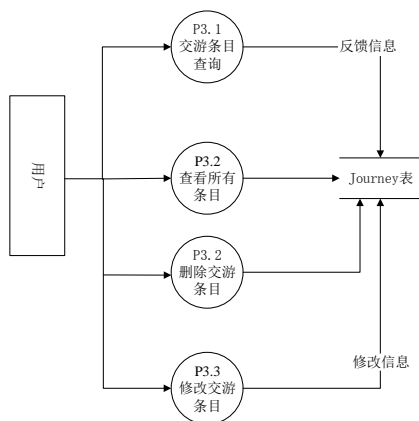 P3.1
交游条目
查询
反馈信息
用户
P3.2
查看所有
条目
Journey表
P3.2
删除交游
条目
P3.3
修改交游
条目
修改信息